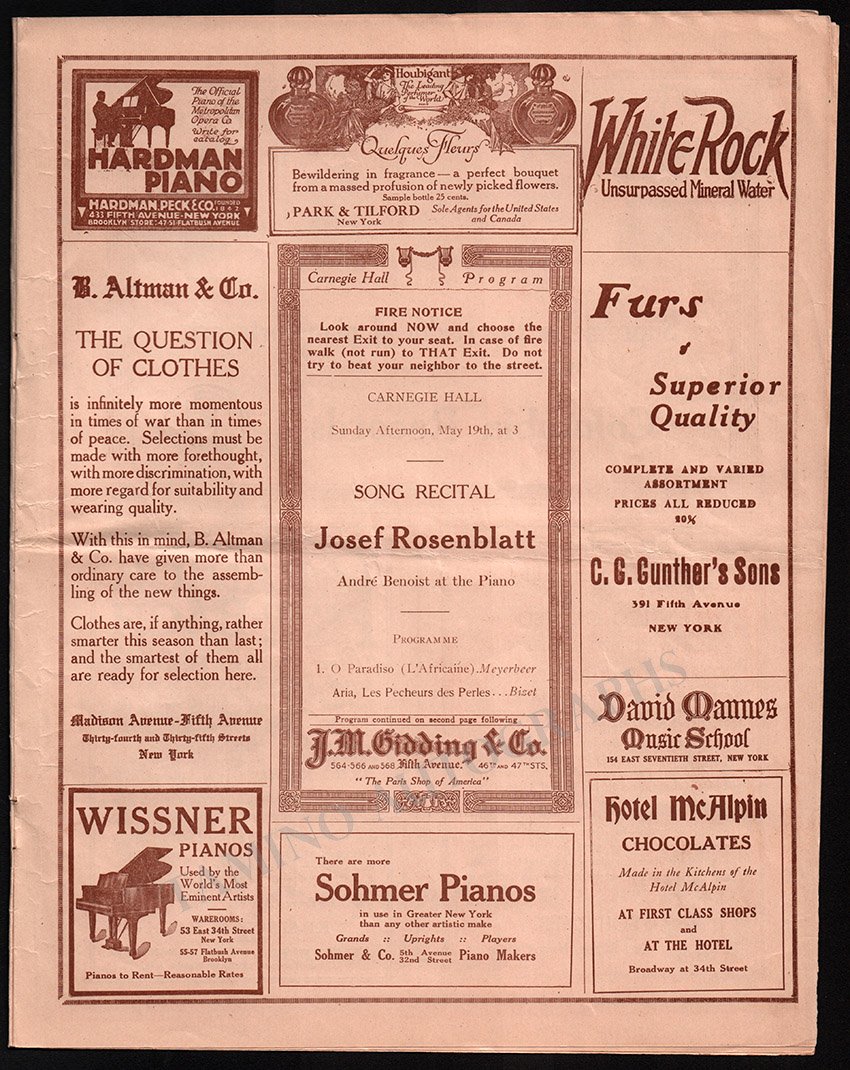 The Official
Piano of the
Metropolitan
Opera Co
Write for
catalog
HARDMAN
PIANO
HARDMAN, PECK & CO. FOUNDED 1842
433 FIFTH AVENUE - NEW YORK
BROOKLYN STORE: 47-51 FLATBUSH AVENUE
Houbigant
The Leading
Perfumer
of the World
Quelques Fleurs
Bewildering in fragrance — a perfect bouquet
from a massed profusion of newly picked flowers.
Sample bottle 25 cents.
PARK & TILFORD
New York
Sole Agents for the United States
and Canada
White Rock
Unsurpassed Mineral Water
B. Altman & Co.
THE QUESTION
OF CLOTHES
is infinitely more momentous
in times of war than in times
of peace. Selections must be
made with more forethought,
with more discrimination, with
more regard for suitability and
wearing quality.
With this in mind, B. Altman
& Co. have given more than
ordinary care to the assemb-
ling of the new things.
Clothes are, if anything, rather
smarter this season than last;
and the smartest of them all
are ready for selection here.
Madison Avenue-Fifth Avenue
Thirty-fourth and Thirty-fifth Streets
New York
Carnegie Hall Program
FIRE NOTICE
Look around NOW and choose the
nearest Exit to your seat. In case of fire
walk (not run) to THAT Exit. Do not
try to beat your neighbor to the street.
CARNEGIE HALL
Sunday Afternoon, May 19th, at 3
SONG RECITAL
Josef Rosenblatt
André Benoist at the Piano
PROGRAMME
1. O Paradiso (L'Africaine).Meyerbeer
Aria, Les Pecheurs des Perles...Bizet
Program continued on second page following
J.M. Gidding & Co.
564-566 AND 568 Fifth Avenue. 46TH AND 47TH STS.
"The Paris Shop of America"
Furs
of
Superior
Quality
COMPLETE AND VARIED
ASSORTMENT
PRICES ALL REDUCED
20%
C. G. Gunther's Sons
391 Fifth Avenue
NEW YORK
David Mannes
Music School
154 EAST SEVENTIETH STREET, NEW YORK
WISSNER
PIANOS
Used by the
World's Most
Eminent Artists
WAREROOMS:
53 East 34th Street
New York
55-57 Flatbush Avenue
Brooklyn
Pianos to Rent—Reasonable Rates
There are more
Sohmer Pianos
in use in Greater New York
than any other artistic make
Grands :: Uprights :: Players
Sohmer & Co. 5th Avenue 32nd Street Piano Makers
Hotel McAlpin
CHOCOLATES
Made in the Kitchens of the
Hotel McAlpin
AT FIRST CLASS SHOPS
and
AT THE HOTEL
Broadway at 34th Street
TAMINO AUTOGRAPHS